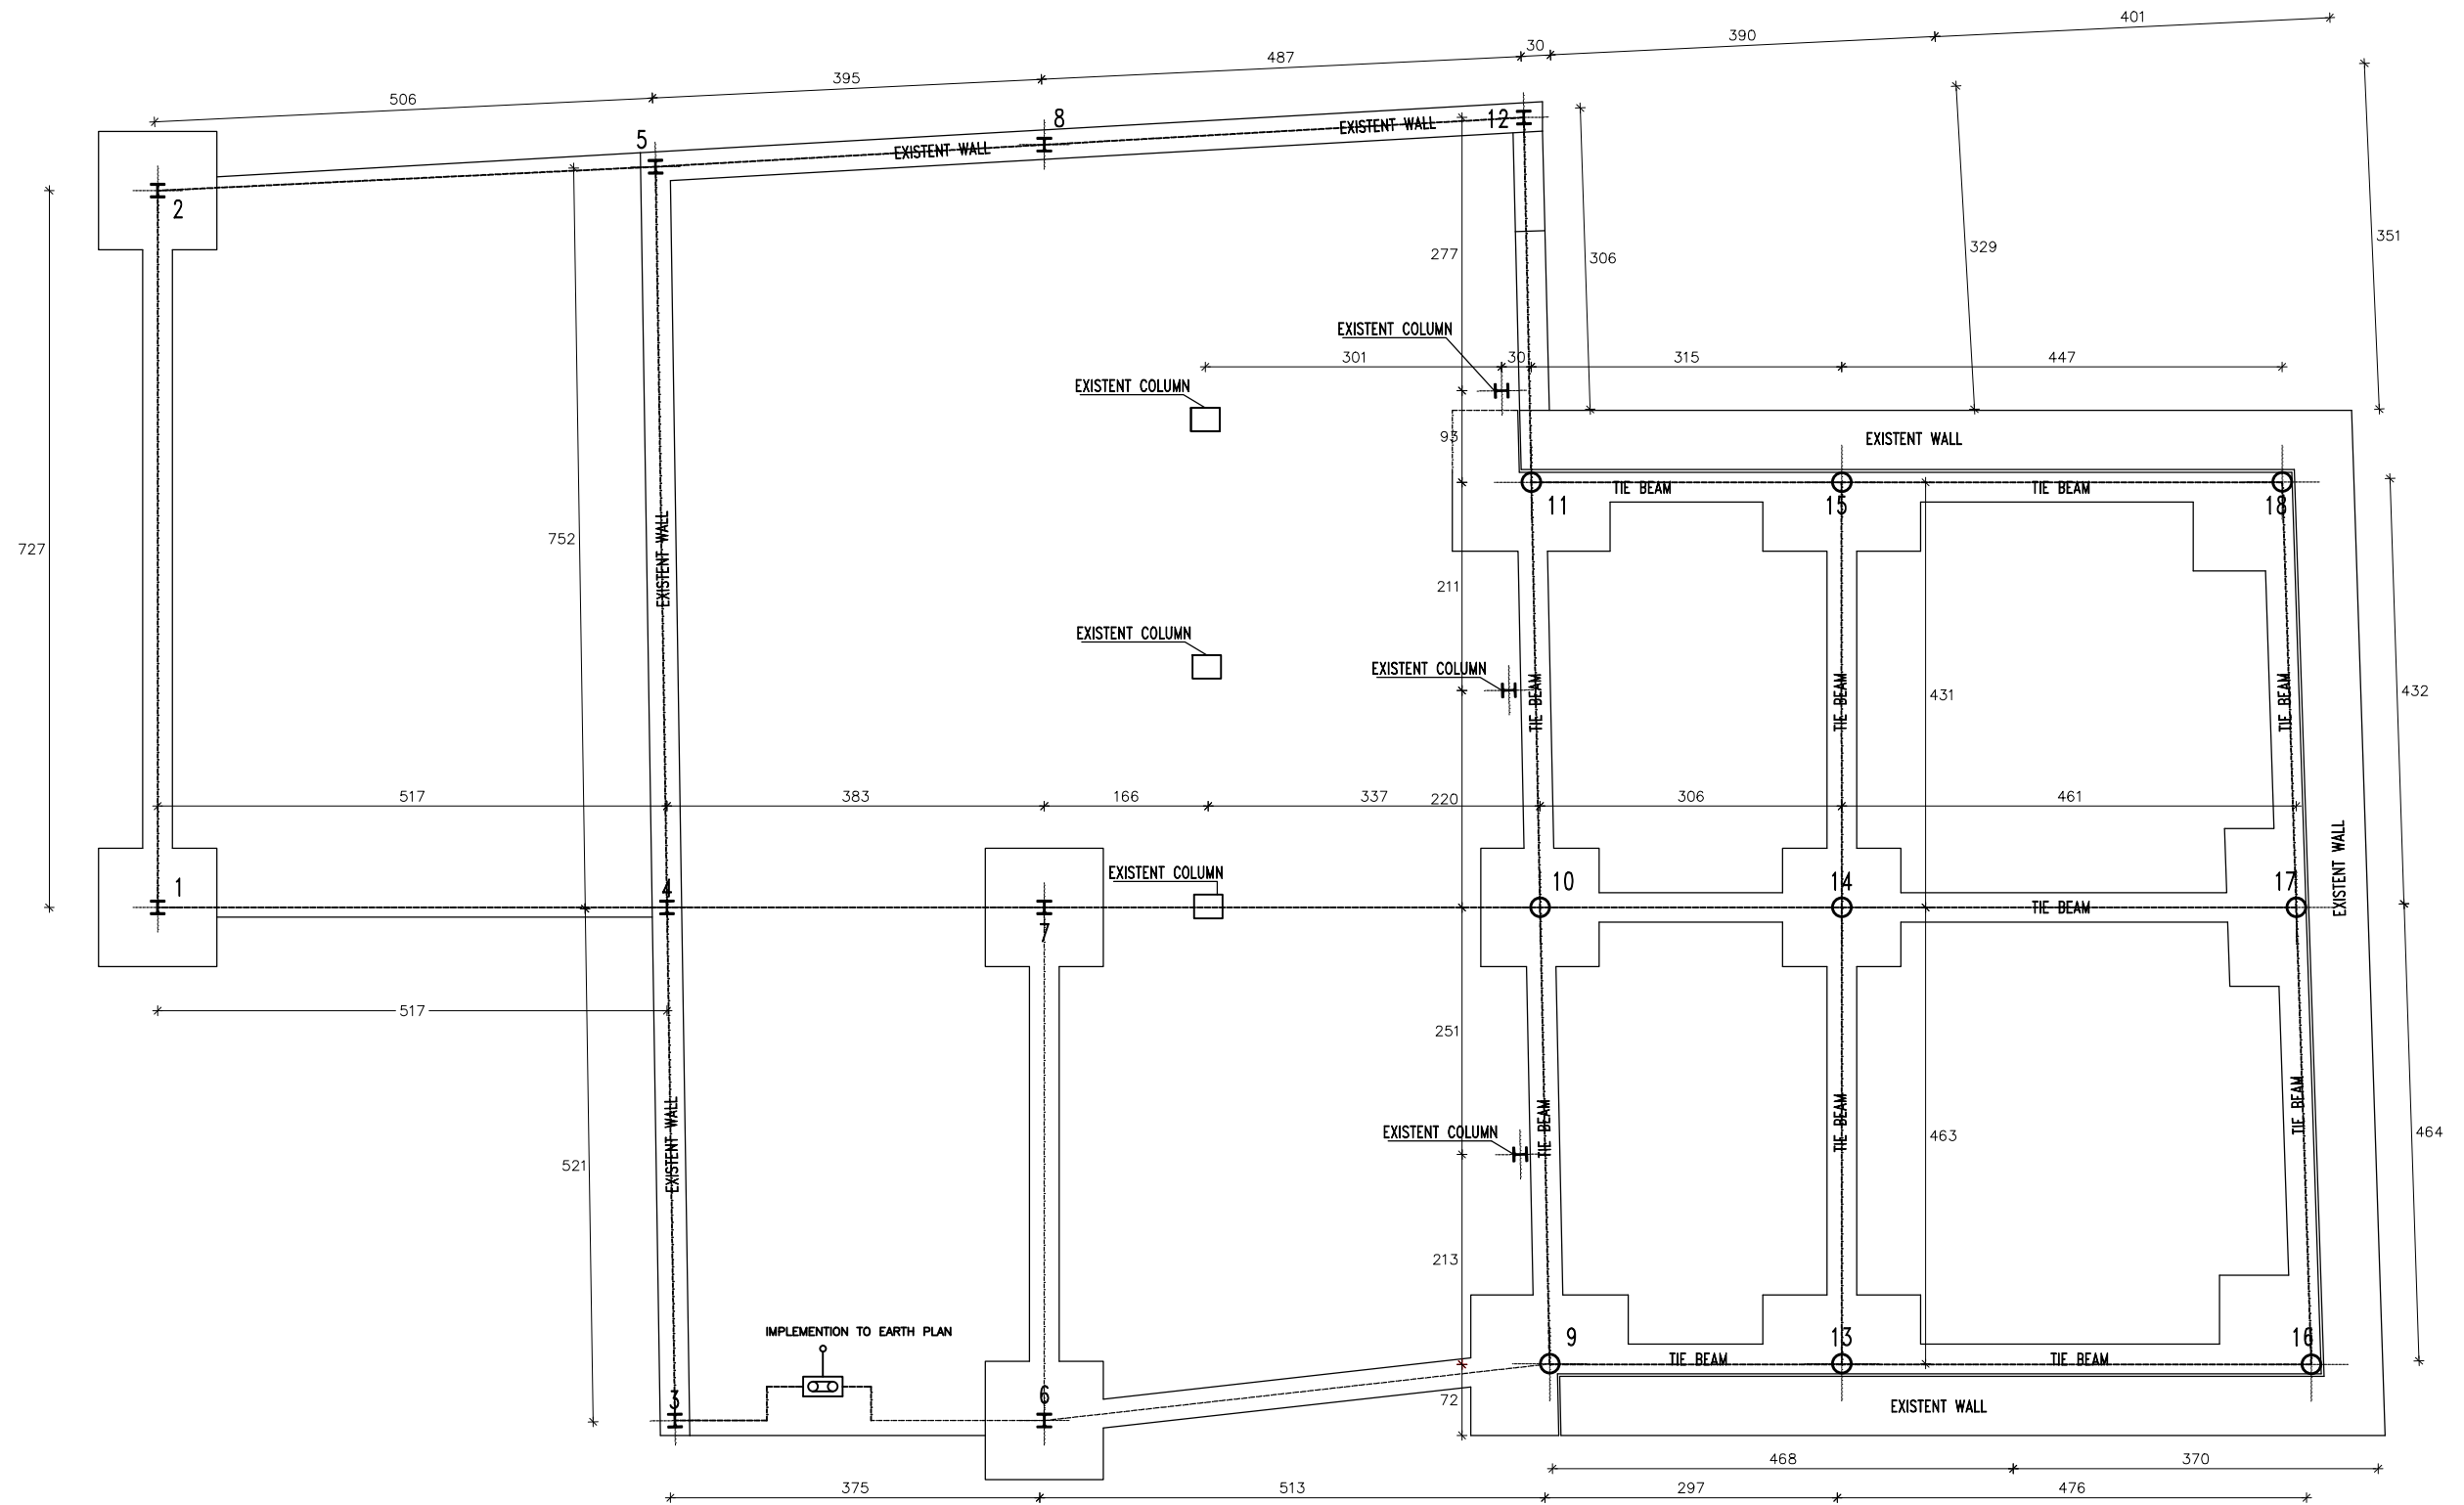 401
390
30
487
395
506
351
329
306
8
12
5
EXISTENT WALL
EXISTENT WALL
2
277
EXISTENT COLUMN
301
30
315
447
EXISTENT COLUMN
93
EXISTENT WALL
TIE BEAM
TIE BEAM
11
15
18
727
752
EXISTENT WALL
211
EXISTENT COLUMN
EXISTENT COLUMN
TIE BEAM
TIE BEAM
TIE BEAM
431
432
517
383
166
337
220
306
461
EXISTENT WALL
EXISTENT COLUMN
1
4
10
14
17
TIE BEAM
7
517
251
EXISTENT WALL
521
EXISTENT COLUMN
TIE BEAM
TIE BEAM
TIE BEAM
463
464
213
IMPLEMENTION TO EARTH PLAN
9
13
16
TIE BEAM
TIE BEAM
3
6
72
EXISTENT WALL
468
370
375
513
297
476